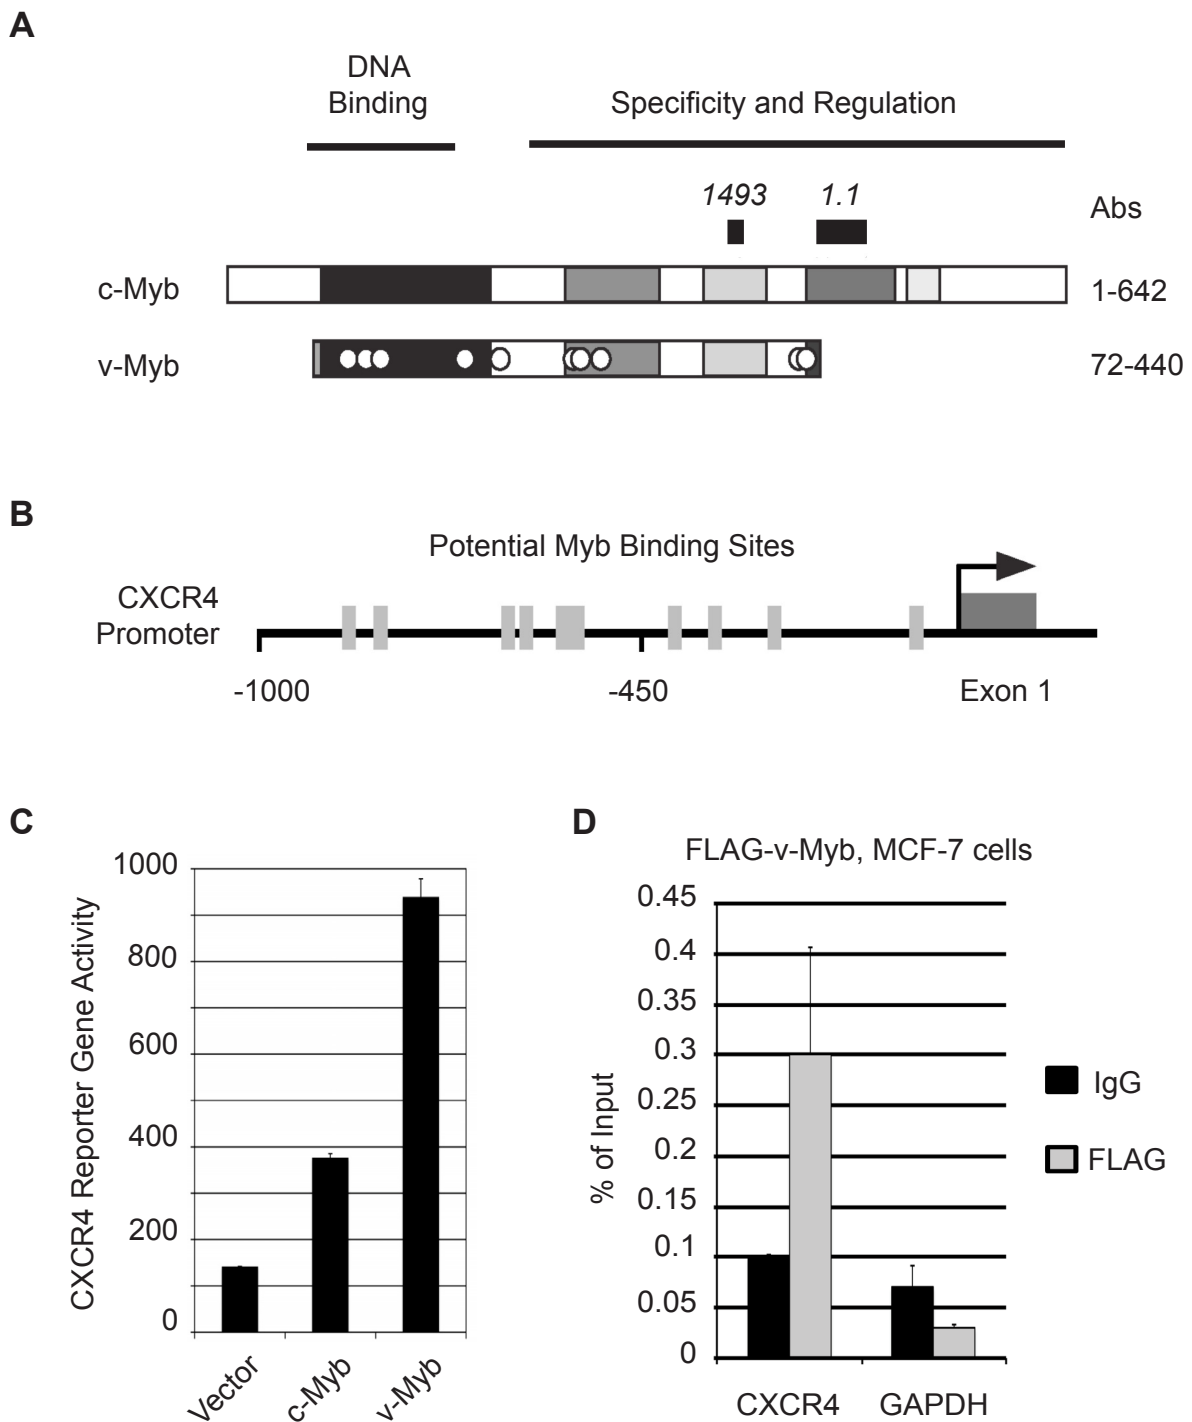 A
DNA
Binding
Specificity and Regulation
1493 1.1
Abs
c-Myb
1-642
v-Myb
72-440
B
Potential Myb Binding Sites
CXCR4
Promoter
-1000
-450
Exon 1
C
CXCR4 Reporter Gene Activity
1000
800
600
400
200
0
Vector
c-Myb
v-Myb
D
FLAG-v-Myb, MCF-7 cells
% of Input
0.45
0.4
0.35
0.3
0.25
0.2
0.15
0.1
0.05
0
CXCR4
GAPDH
IgG
FLAG